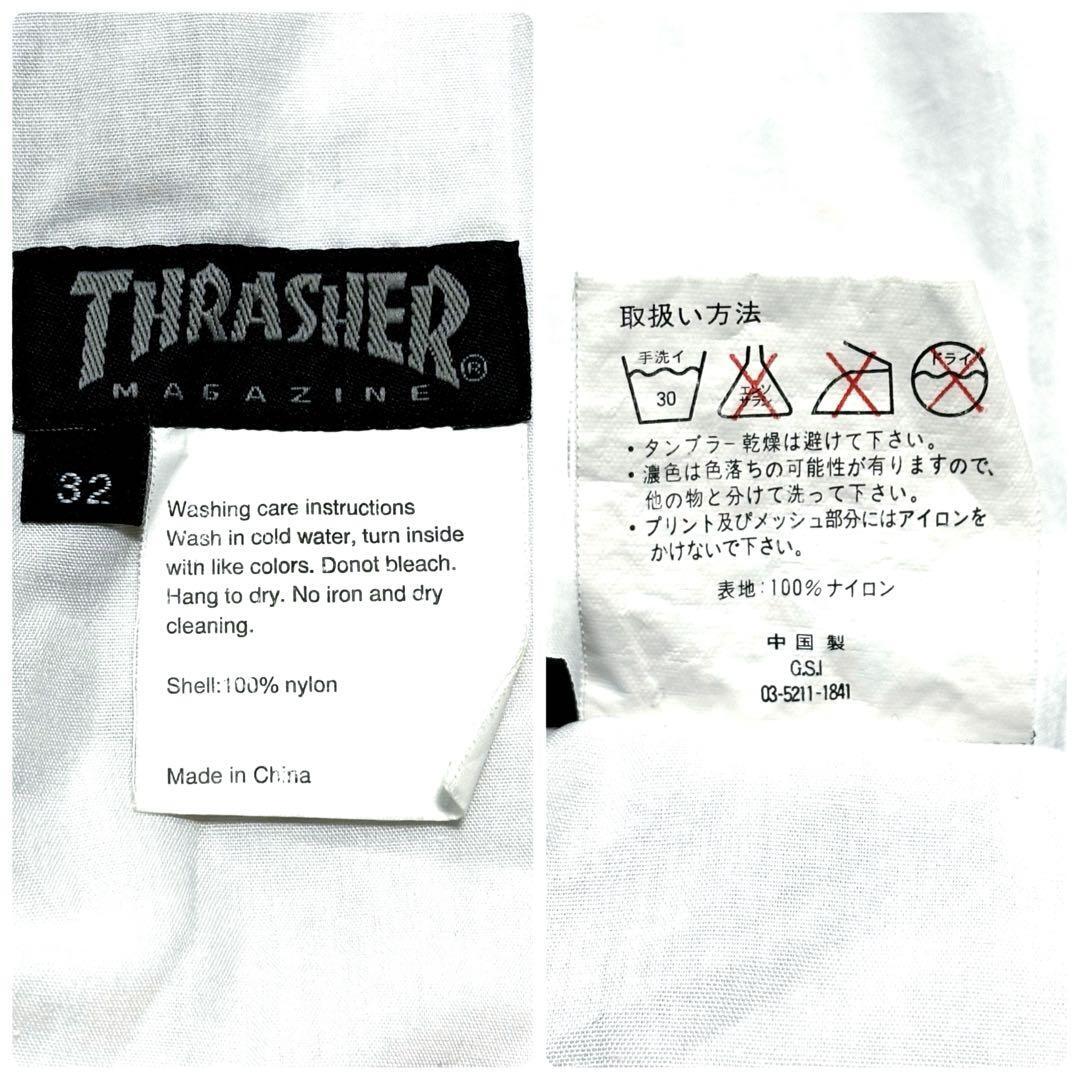 THRASHER®
MAGAZINE
32
Washing care instructions
Wash in cold water, turn inside
with like colors. Donot bleach.
Hang to dry. No iron and dry
cleaning.
Shell:100% nylon
Made in China
取扱い方法
手洗イ
30
エンソ
サラシ
ドライ
・タンブラー乾燥は避けて下さい。
・濃色は色落ちの可能性が有りますので、
他の物と分けて洗って下さい。
・プリント及びメッシュ部分にはアイロンを
かけないで下さい。
表地:100%ナイロン
中国製
G.S.I
03-5211-1841